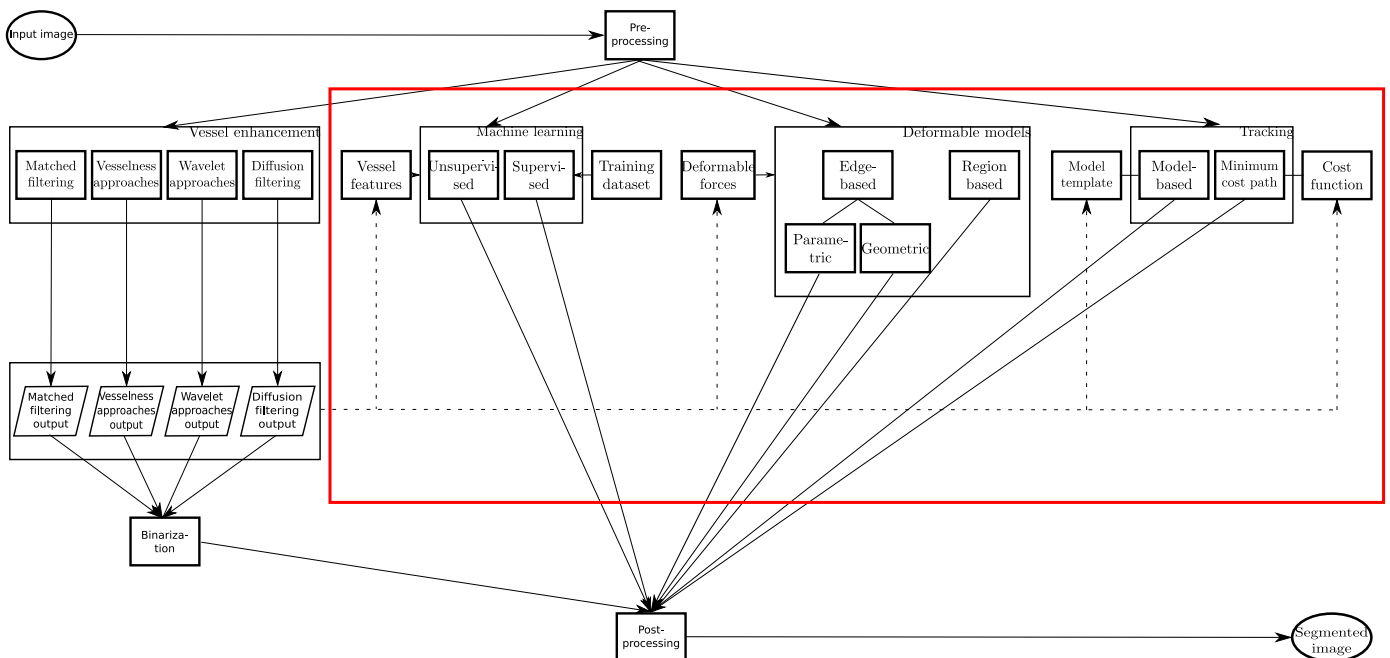 Input image
Pre-
processing
Vessel enhancement
Matched
filtering
Vesselness
approaches
Wavelet
approaches
Diffusion
filtering
Vessel
features
Machine learning
Unsupervi-
sed
Supervi-
sed
Training
dataset
Deformable
forces
Deformable models
Edge-
based
Region
based
Parame-
tric
Geometric
Model
template
Tracking
Model-
based
Minimum
cost path
Cost
function
Matched
filtering
output
Vesselness
approaches
output
Wavelet
approaches
output
Diffusion
filtering
output
Binariza-
tion
Post-
processing
Segmented
image